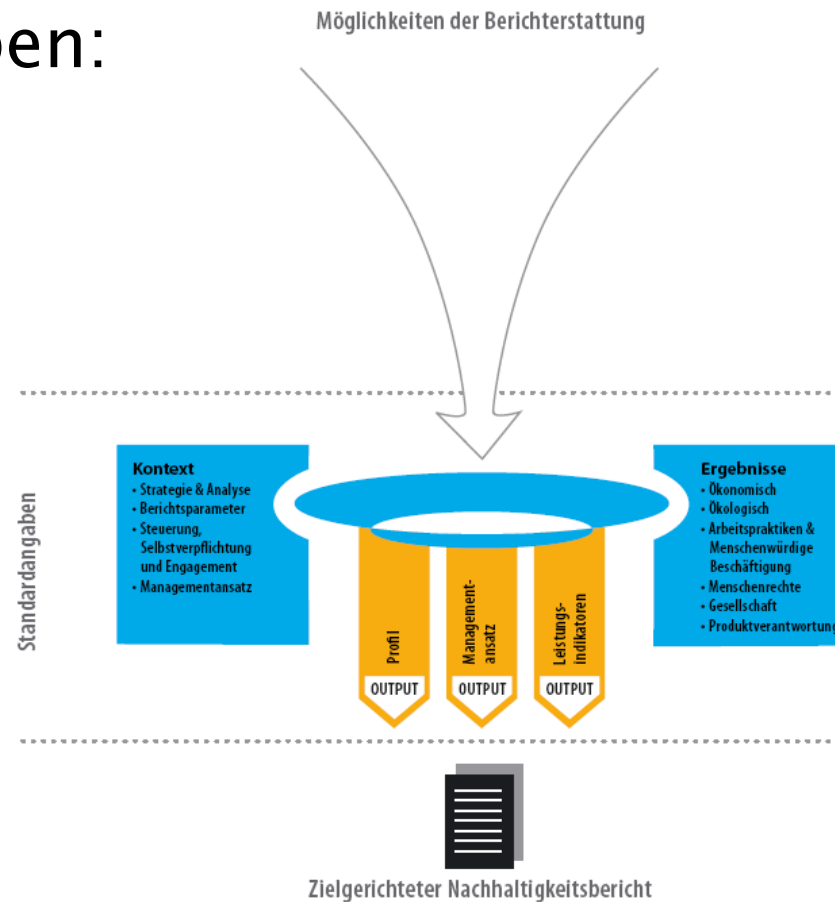 ben:
Möglichkeiten der Berichterstattung
Standardangaben
Kontext
• Strategie & Analyse
• Berichtsparameter
• Steuerung,
Selbstverpflichtung
und Engagement
• Managementansatz
Profil
OUTPUT
Management-
ansatz
OUTPUT
Leistungs-
indikatoren
OUTPUT
Ergebnisse
• Ökonomisch
• Ökologisch
• Arbeitspraktiken &
Menschenwürdige
Beschäftigung
• Menschenrechte
• Gesellschaft
• Produktverantwortung
Zielgerichteter Nachhaltigkeitsbericht